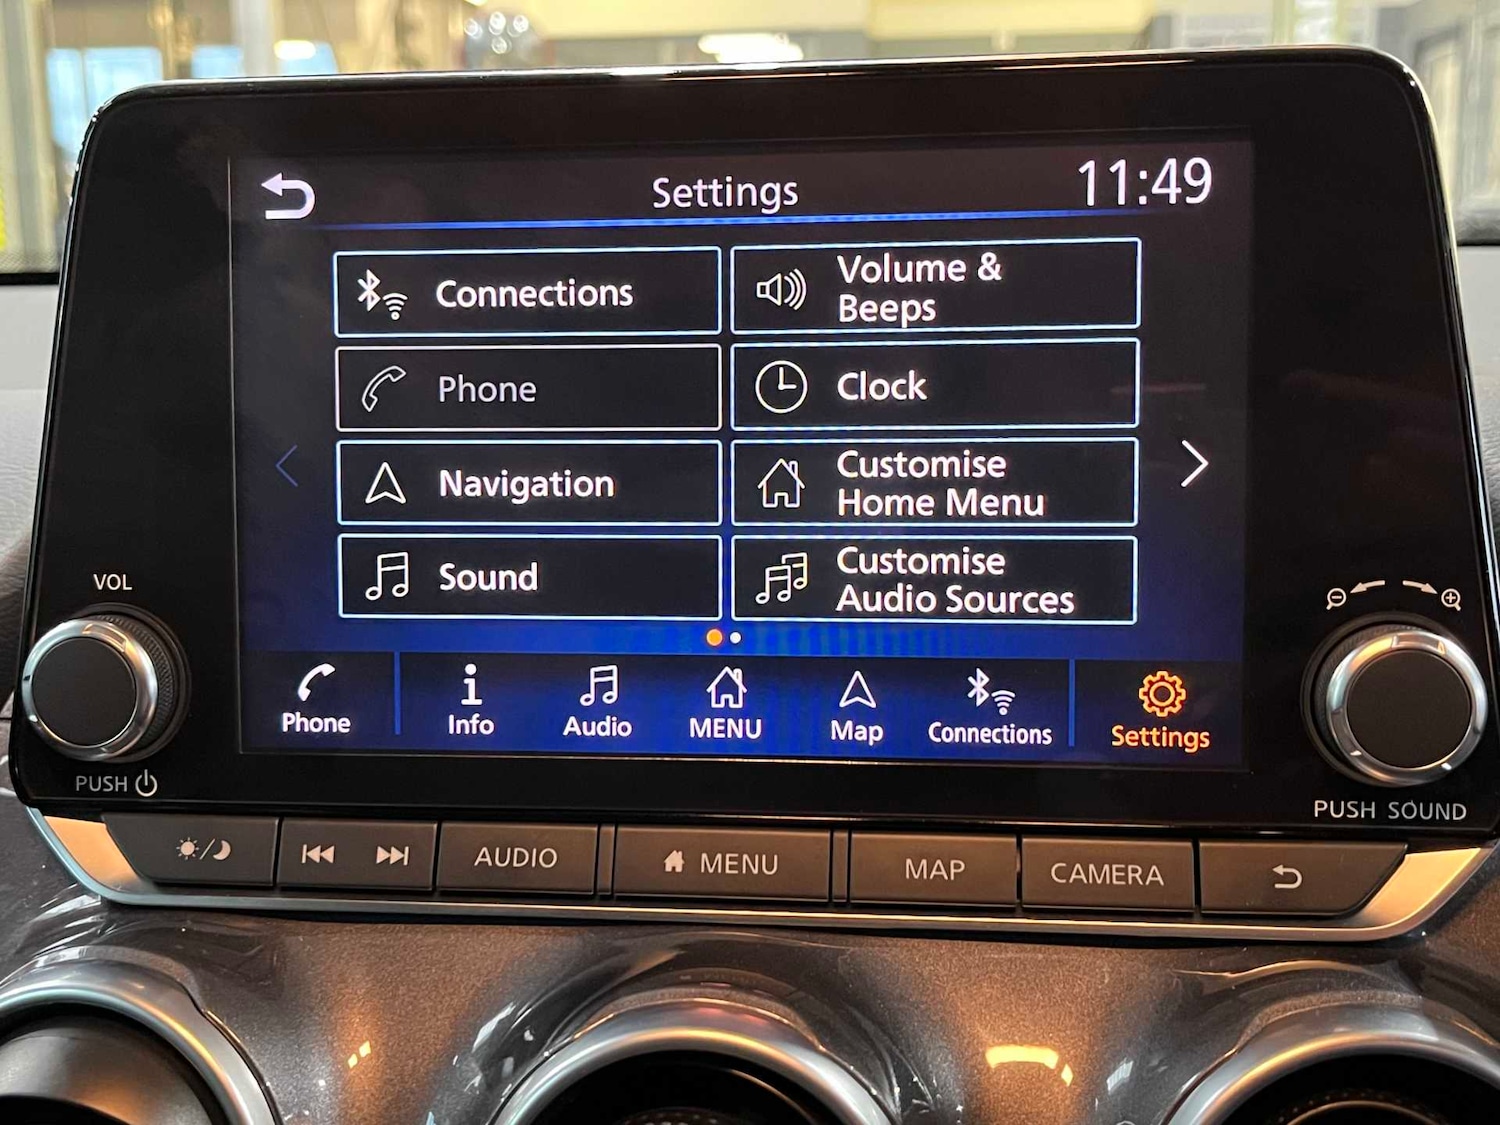 Settings
11:49
Connections
Volume &
Beeps
Phone
Clock
Navigation
Customise
Home Menu
Sound
Customise
Audio Sources
Phone
Info
Audio
MENU
Map
Connections
Settings
VOL
PUSH
PUSH SOUND
AUDIO
MENU
MAP
CAMERA